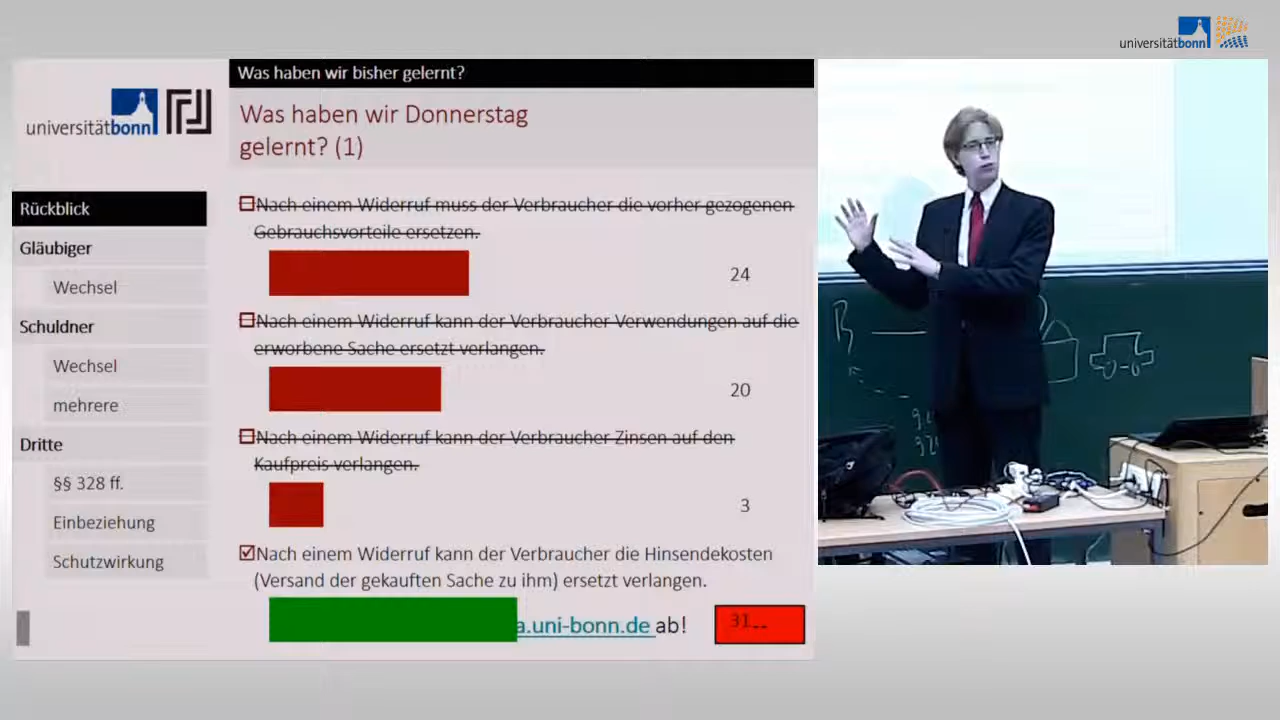 universitätbonn
Was haben wir bisher gelernt?
universitätbonn
Was haben wir Donnerstag
gelernt? (1)
Rückblick
Gläubiger
Wechsel
Schuldner
Wechsel
mehrere
Dritte
§§ 328 ff.
Einbeziehung
Schutzwirkung
Nach einem Widerruf muss der Verbraucher die vorher gezogenen
Gebrauchsvorteile ersetzen.
24
Nach einem Widerruf kann der Verbraucher Verwendungen auf die
erworbene Sache ersetzt verlangen.
20
Nach einem Widerruf kann der Verbraucher Zinsen auf den
Kaufpreis verlangen.
3
Nach einem Widerruf kann der Verbraucher die Hinsendekosten
(Versand der gekauften Sache zu ihm) ersetzt verlangen.
a.uni-bonn.de ab!
B